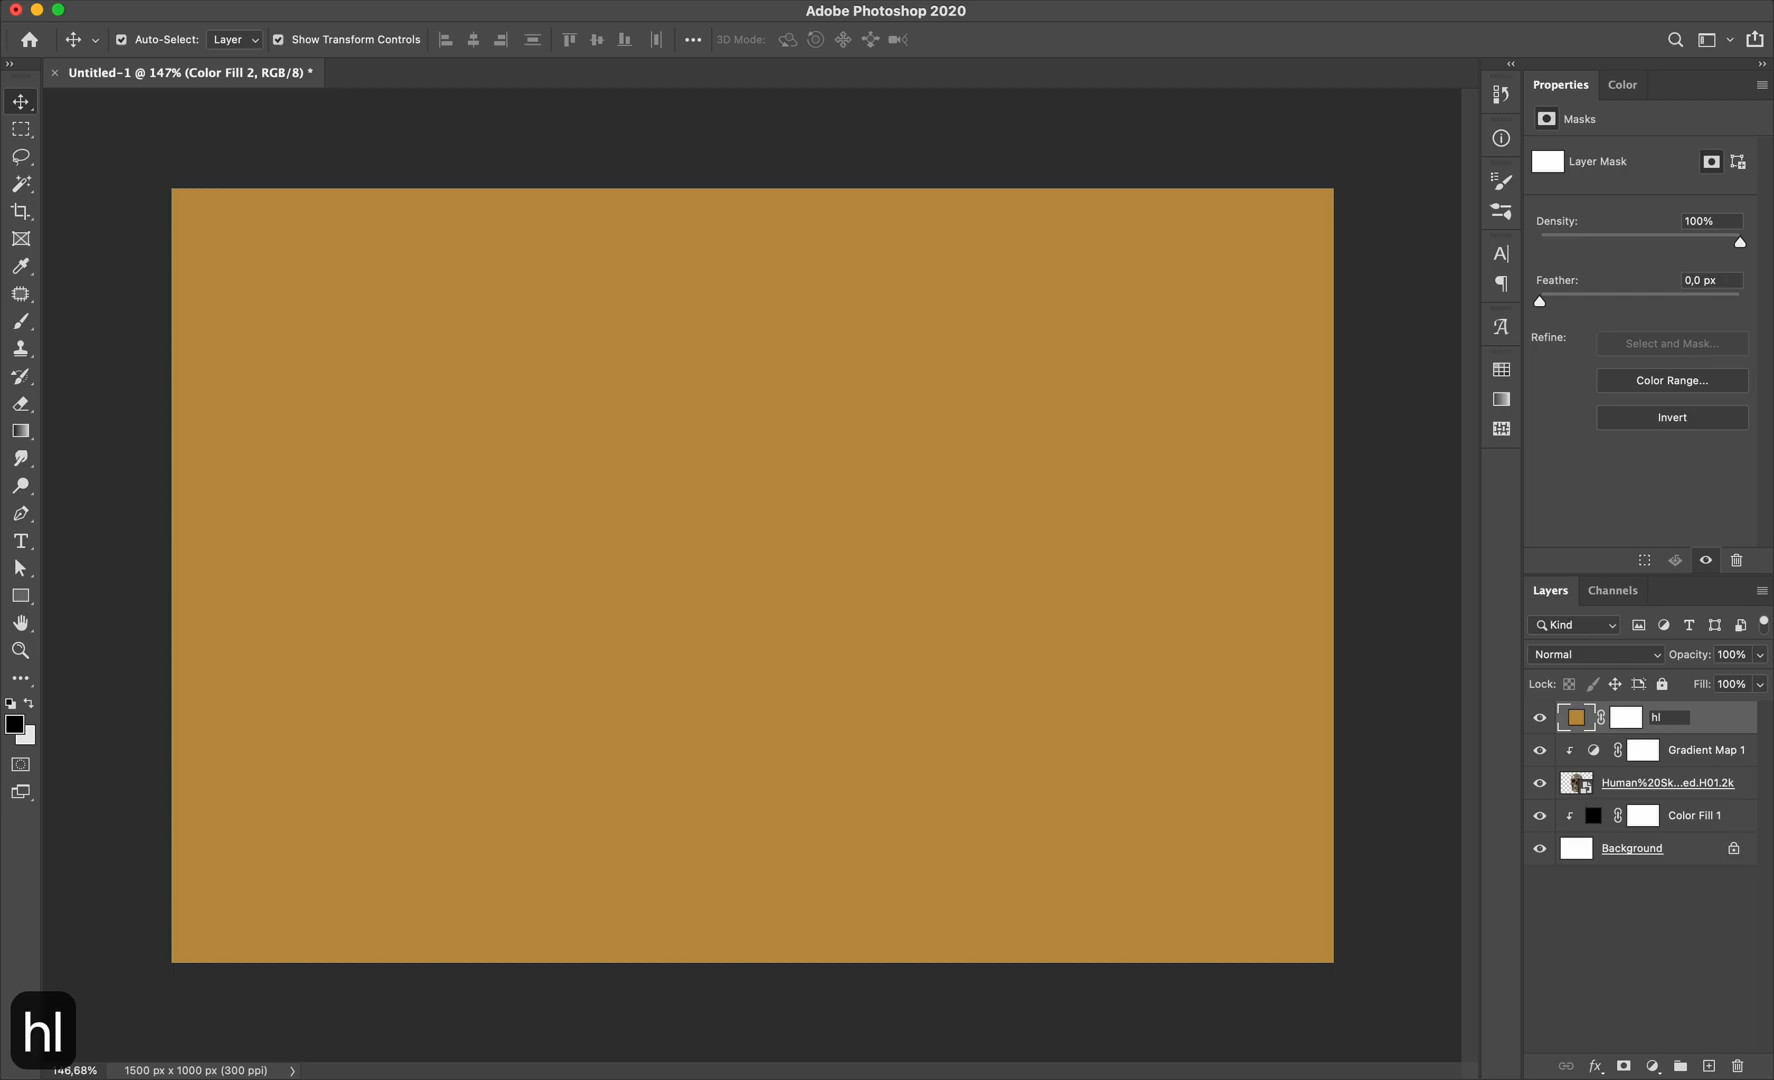 Adobe Photoshop 2020
Auto-Select: Layer Show Transform Controls 3D Mode:
Untitled-1 @ 147% (Color Fill 2, RGB/8) *
Properties Color
Masks
Layer Mask
Density: 100%
Feather: 0,0 px
Refine: Select and Mask...
Color Range...
Invert
Layers Channels
Kind
Normal Opacity: 100%
Lock: Fill: 100%
hl
Gradient Map 1
Human%20Sk...ed.H01.2k
Color Fill 1
Background
hl
146,68% 1500 px x 1000 px (300 ppi)